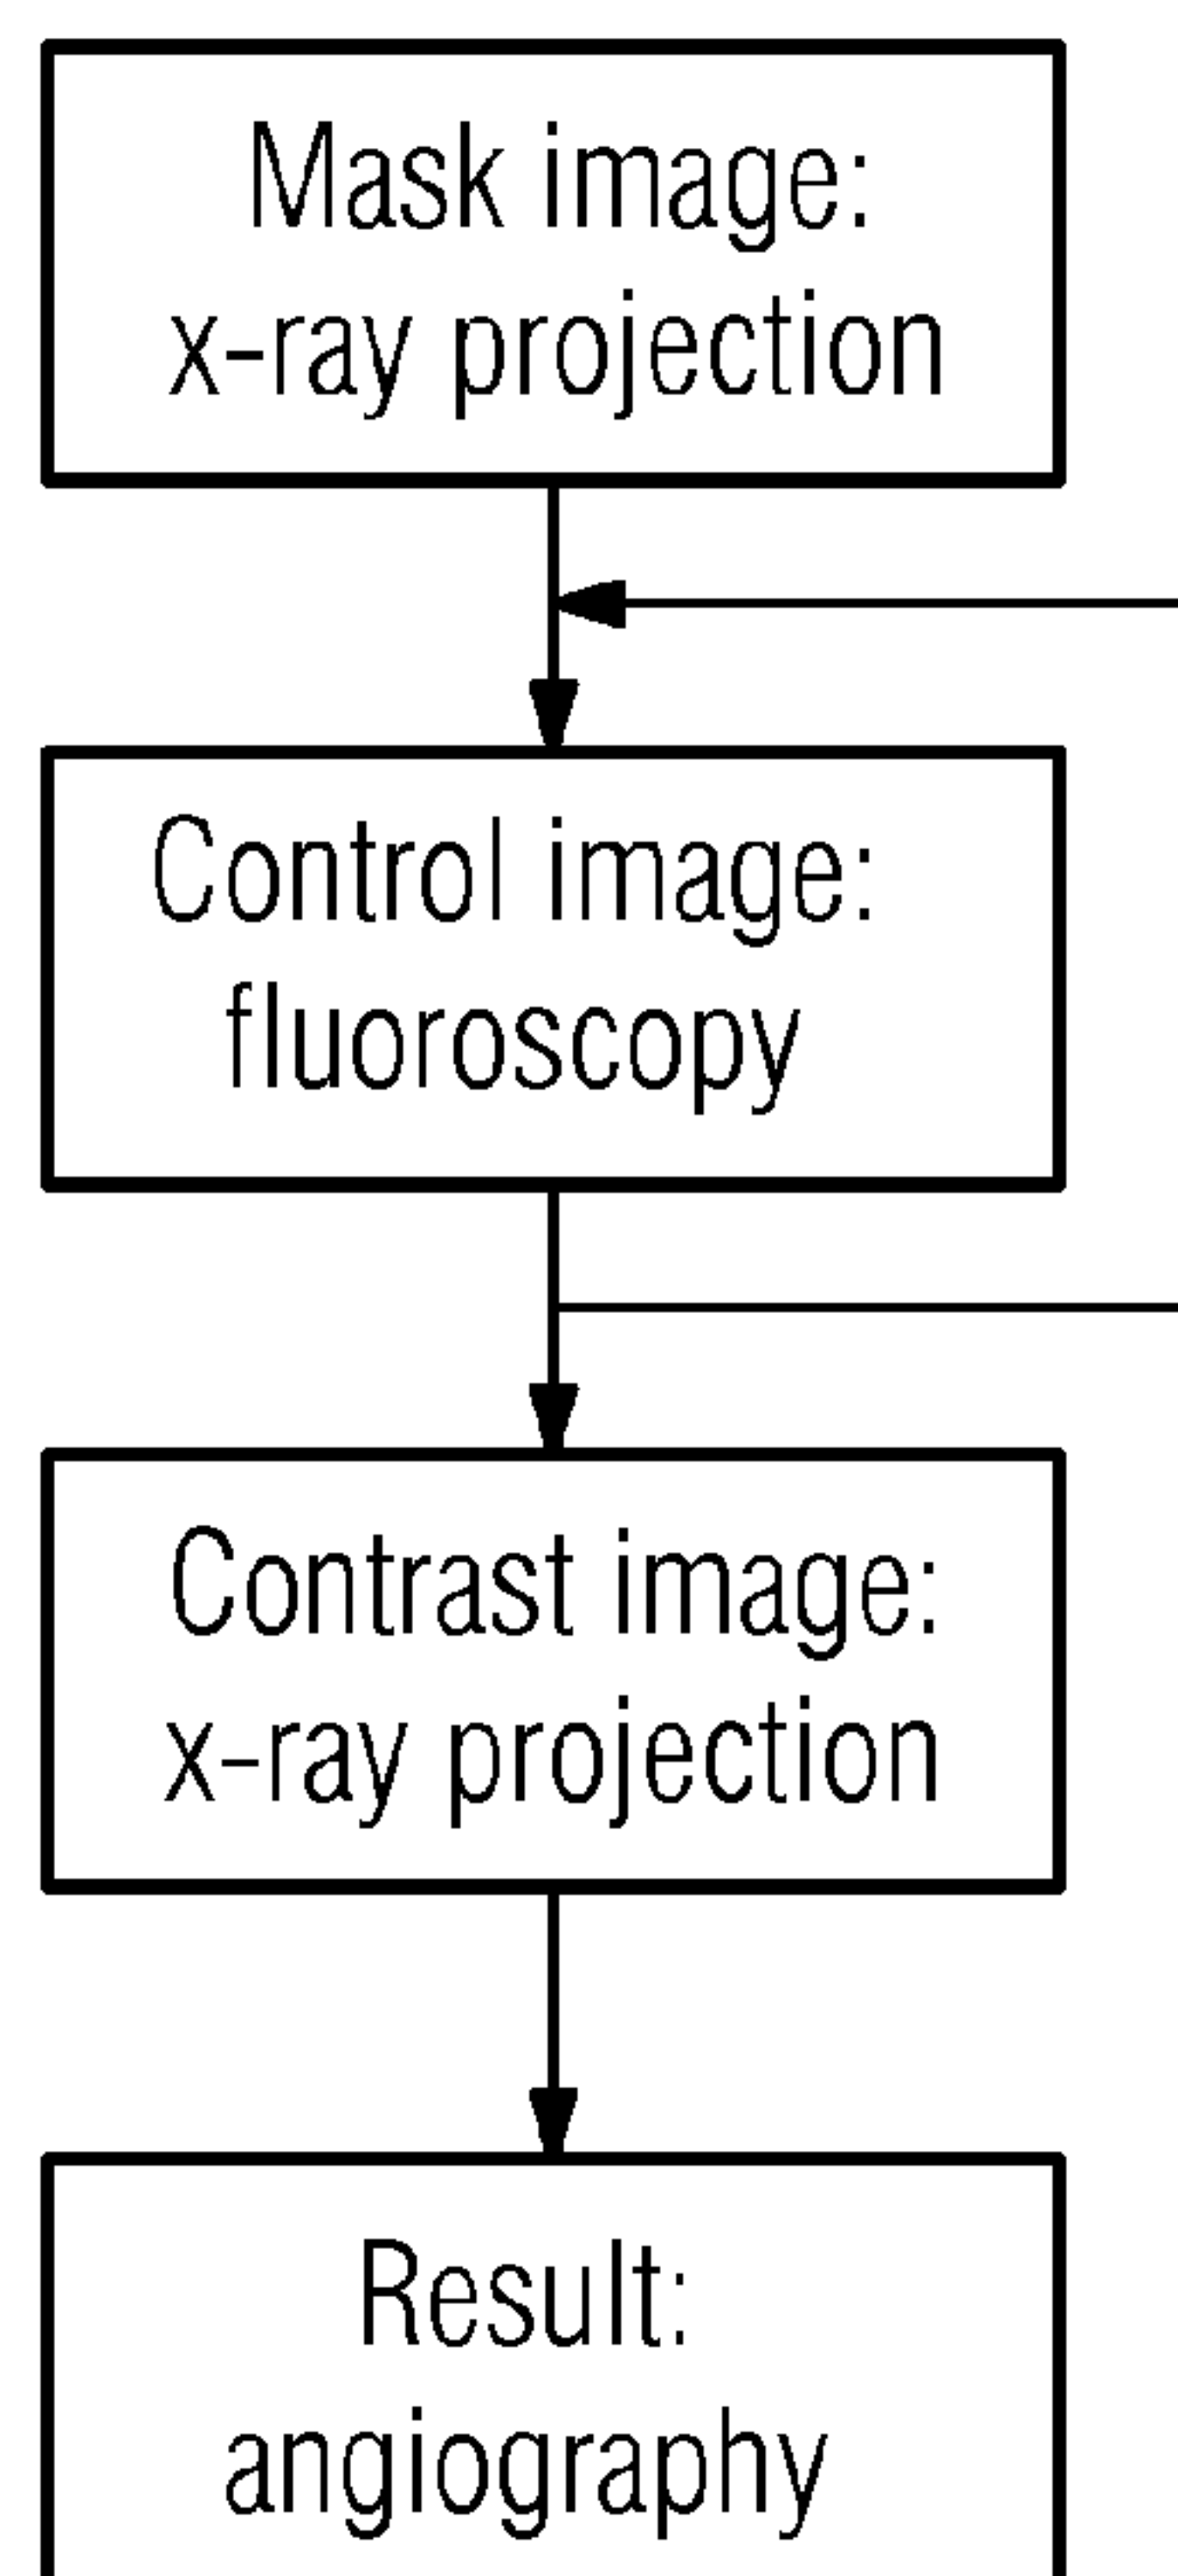 Mask image:
x-ray projection
Control image:
fluoroscopy
Contrast image:
x-ray projection
Result:
angiography